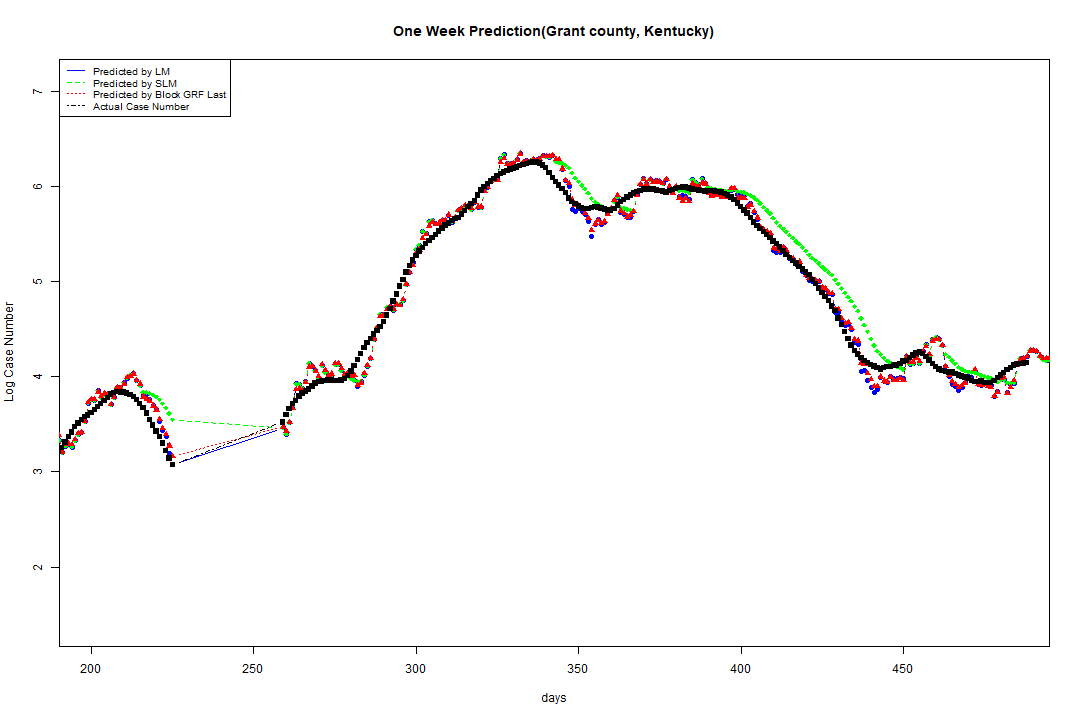 One Week Prediction(Grant county, Kentucky)
Predicted by LM
Predicted by SLM
Predicted by Block GRF Last
Actual Case Number
7
6
5
4
3
2
Log Case Number
200 250 300 350 400 450
days